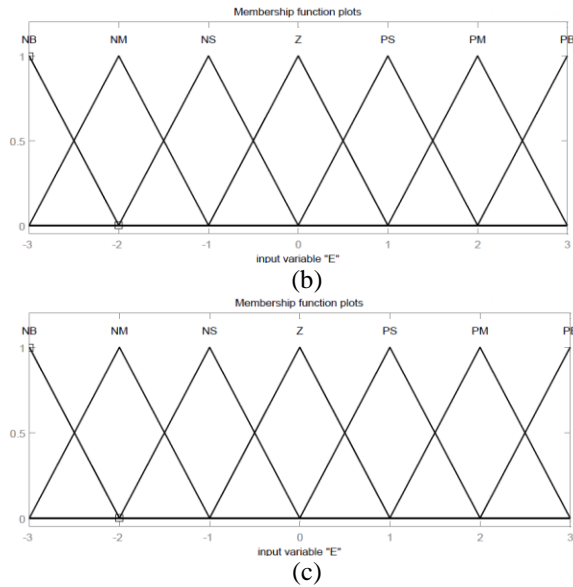 Membership function plots
NB NM NS Z PS PM PB
1
0.5
0
-3 -2 -1 0 1 2 3
input variable "E"
(b)
Membership function plots
NB NM NS Z PS PM PB
1
0.5
0
-3 -2 -1 0 1 2 3
input variable "E"
(c)